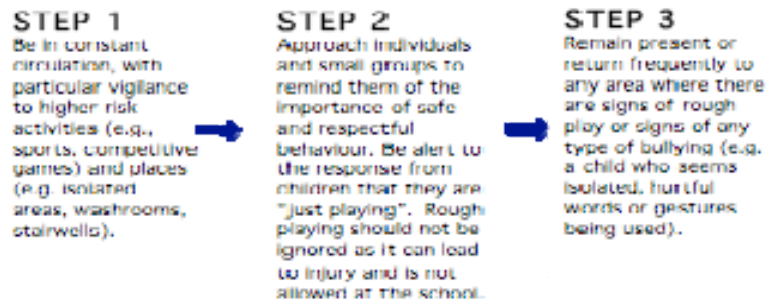 STEP 1
Be in constant
circulation, with
particular vigilance
to higher risk
activities (e.g.,
sports, competitive
games) and places
(e.g. isolated
areas, washrooms,
stairwells).
STEP 2
Approach individuals
and small groups to
remind them of the
importance of safe
and respectful
behaviour. Be alert to
the response from
children that they are
"just playing". Rough
playing should not be
ignored as it can lead
to injury and is not
allowed at the school.
STEP 3
Remain present or
return frequently to
any area where there
are signs of rough
play or signs of any
type of bullying (e.g.
a child who seems
isolated, hurtful
words or gestures
being used).